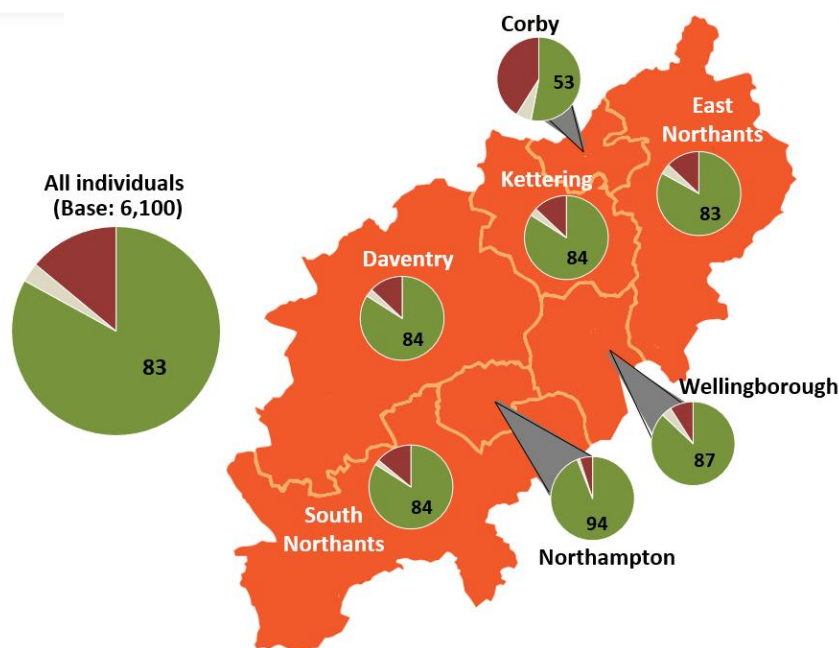 Corby
53
East
Northants
83
Kettering
84
All individuals
(Base: 6,100)
83
Daventry
84
Wellingborough
87
South
Northants
84
94
Northampton